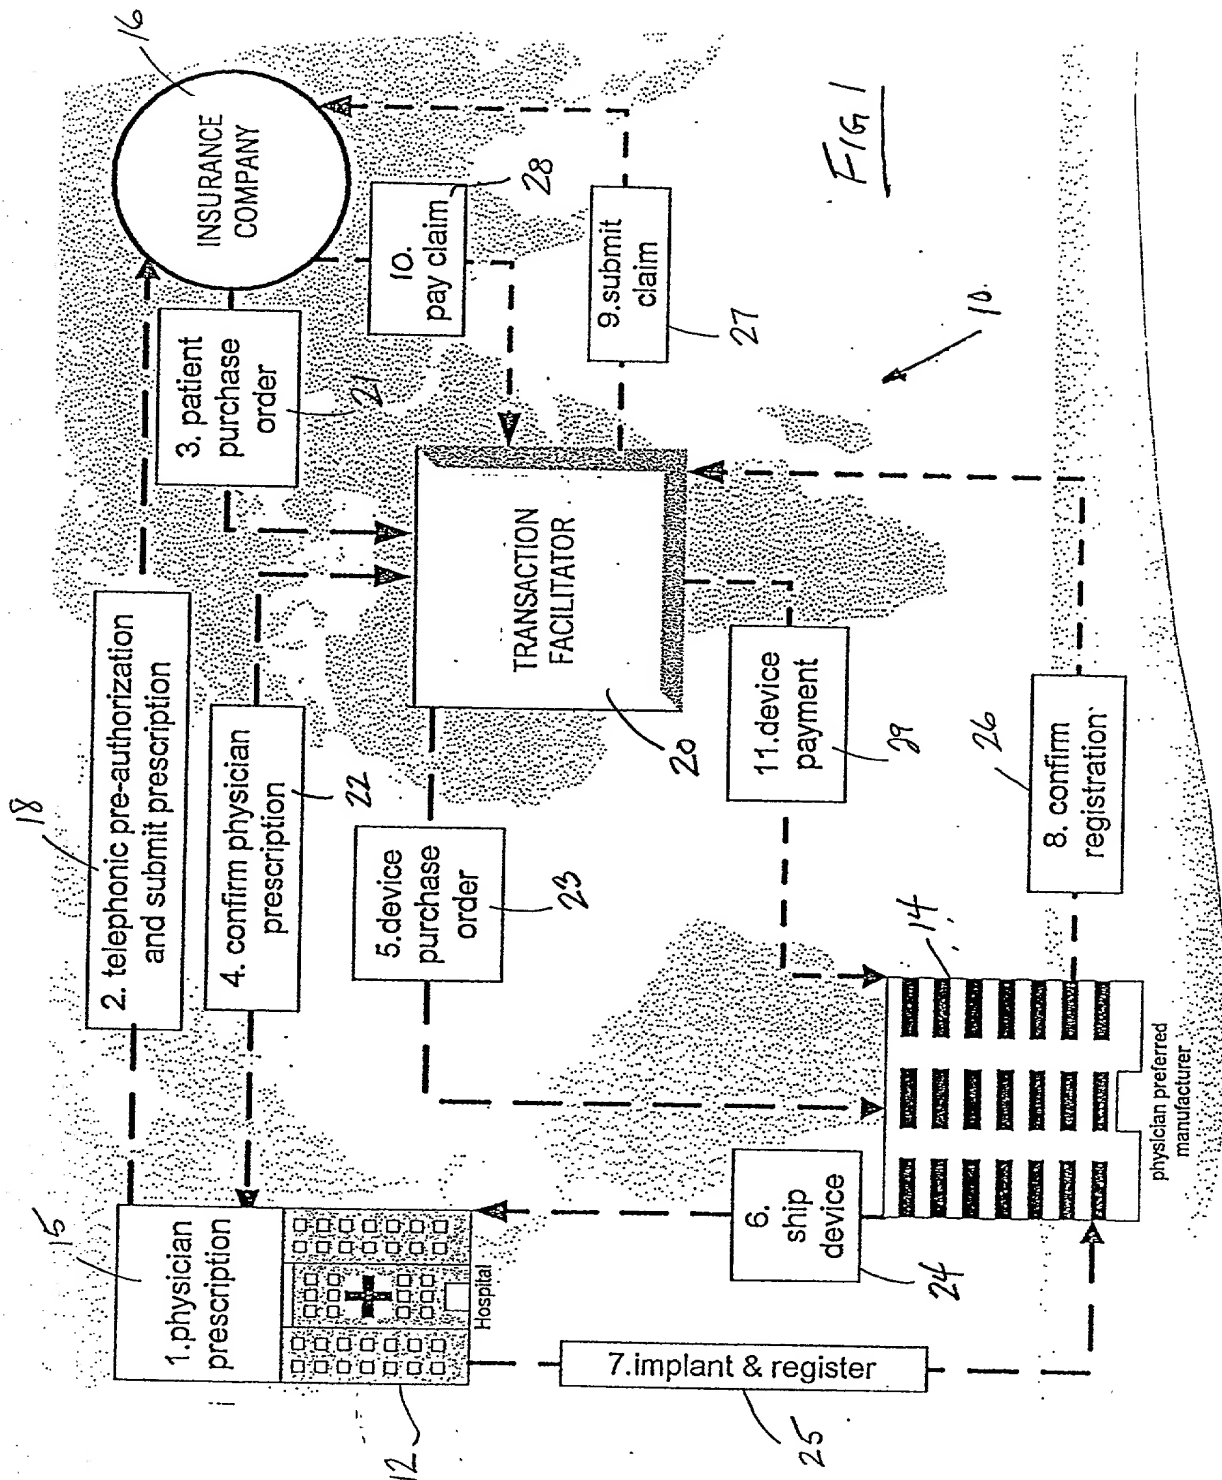 15
1.physician
prescription
Hospital
12
18
2. telephonic pre-authorization
and submit prescription
16
INSURANCE
COMPANY
3. patient
purchase
order
21
4. confirm physician
prescription
22
10.
pay claim
28
5.device
purchase
order
23
TRANSACTION
FACILITATOR
20
9.submit
claim
27
6.
ship
device
24
11.device
payment
29
7.implant & register
25
14
physician preferred
manufacturer
8. confirm
registration
26
10
FIG 1